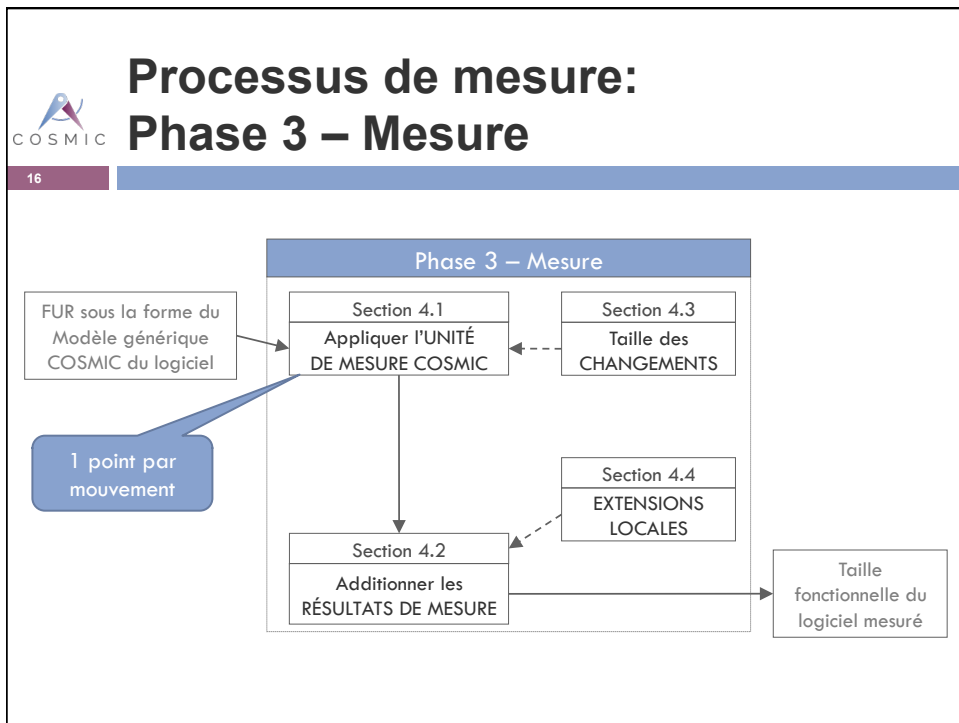 Processus de mesure:
COSMIC
Phase 3 – Mesure
16
Phase 3 – Mesure
FUR sous la forme du
Modèle générique
COSMIC du logiciel
Section 4.1
Appliquer l'UNITÉ
DE MESURE COSMIC
Section 4.3
Taille des
CHANGEMENTS
1 point par
mouvement
Section 4.4
EXTENSIONS
LOCALES
Section 4.2
Additionner les
RÉSULTATS DE MESURE
Taille
fonctionnelle du
logiciel mesuré